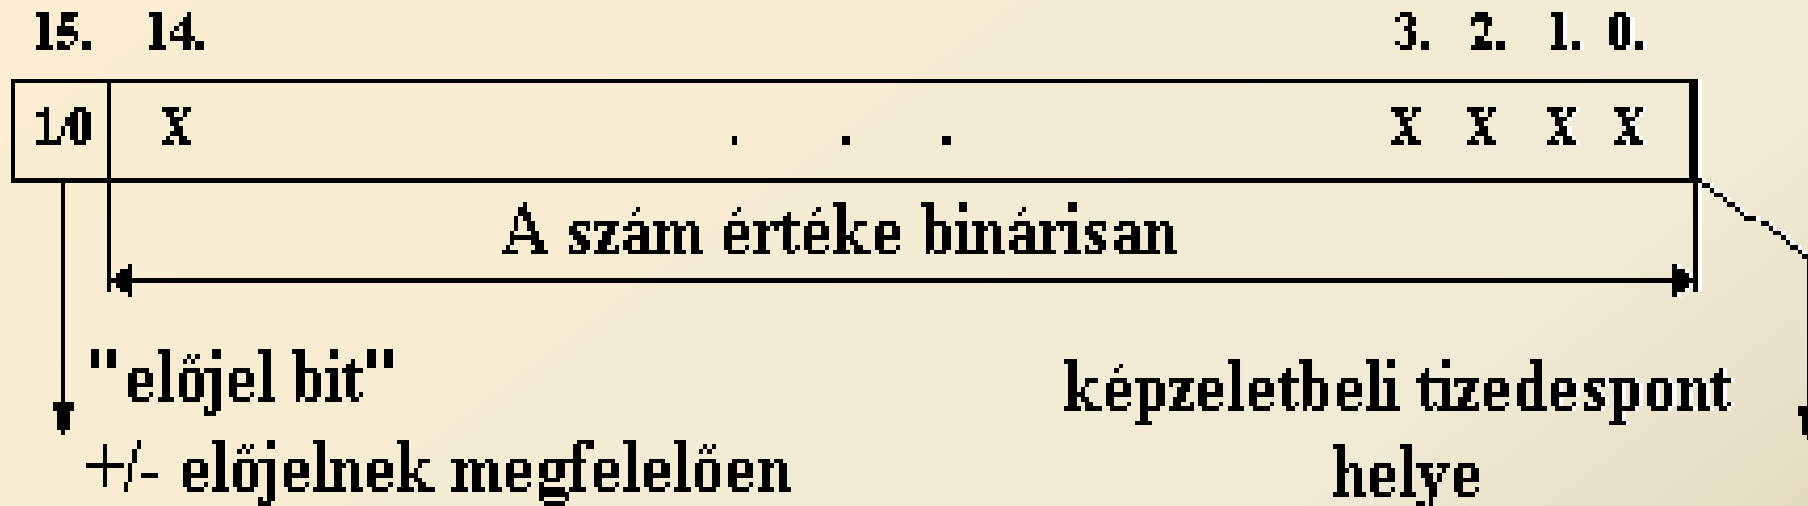 15. 14. 3. 2. 1. 0.
1/0 X . . . X X X X
A szám értéke binárisan
"előjel bit"
képzeletbeli tizedespont
+/- előjelnek megfelelően
helye